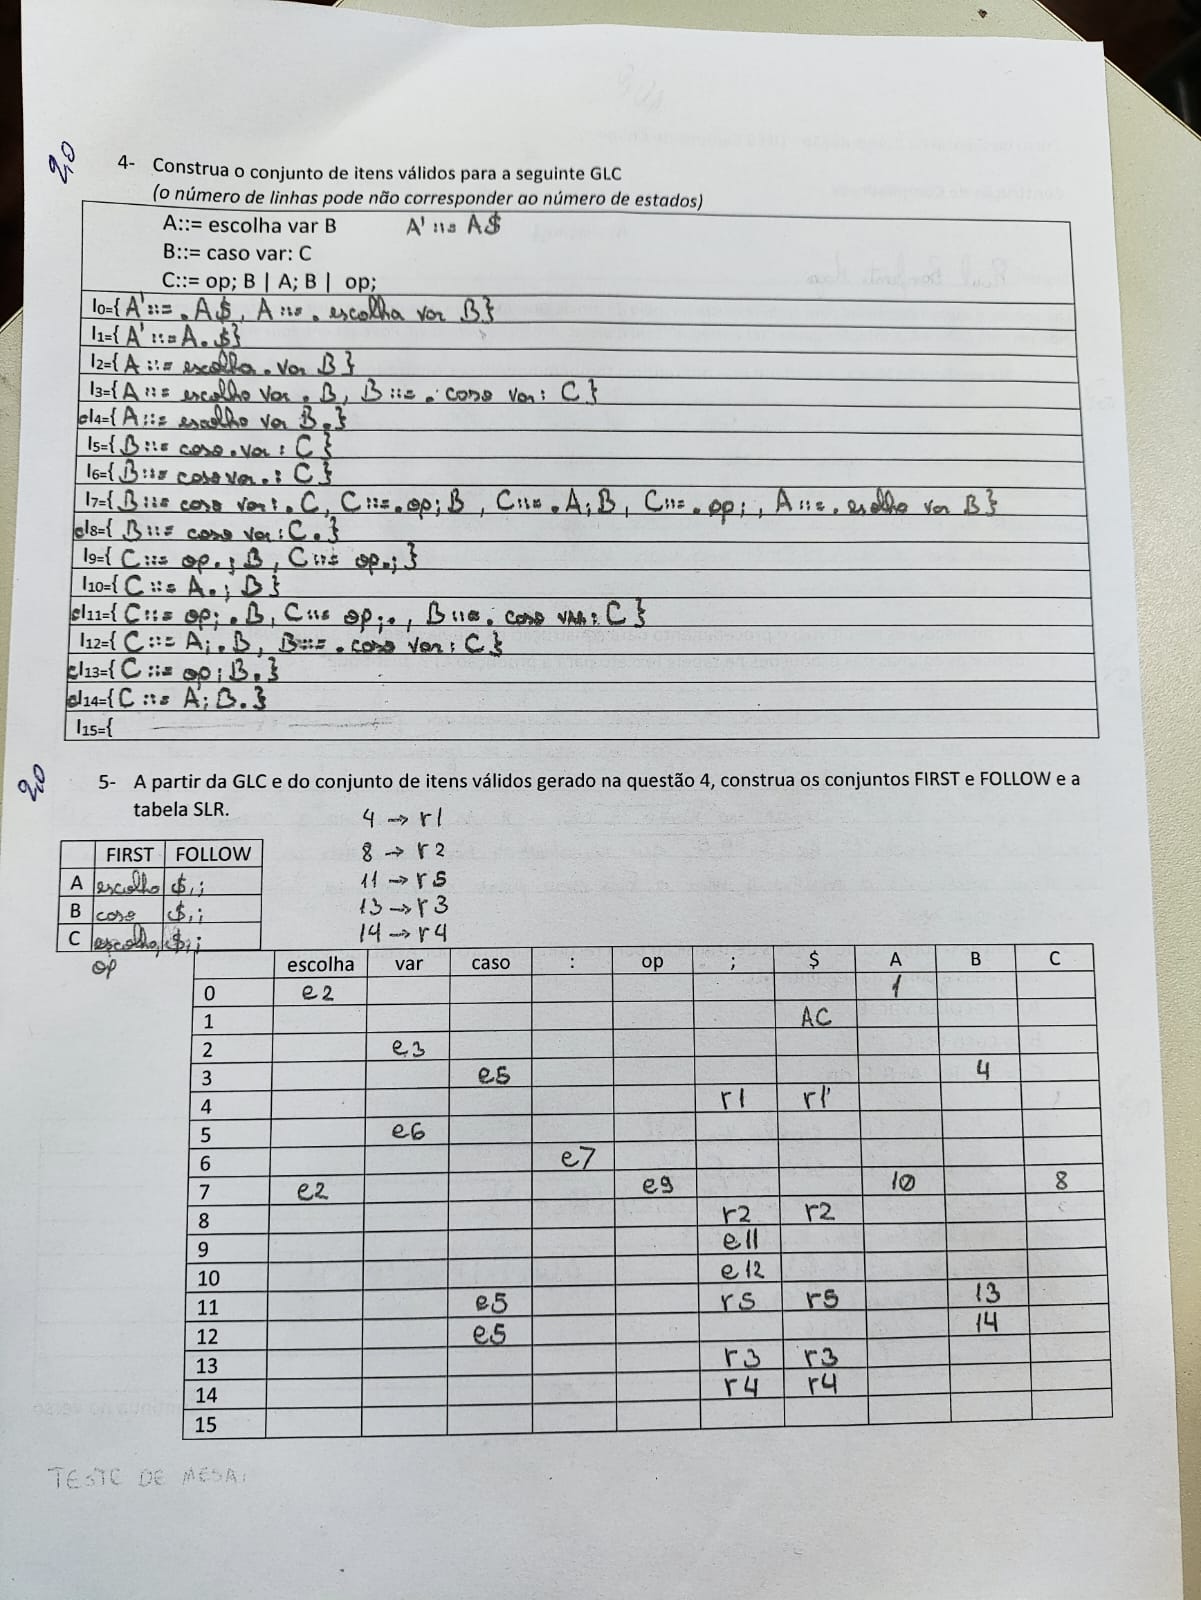 2,0
4- Construa o conjunto de itens válidos para a seguinte GLC
(o número de linhas pode não corresponder ao número de estados)
A::= escolha var B A' ::= A$
B::= caso var: C
C::= op; B | A; B | op;
I0={ A' ::= . A$ , A ::= . escolha var B}
I1={ A' ::= A. $}
I2={ A ::= escolha . var B }
I3={ A ::= escolha var . B, B ::= . caso var : C }
I4={ A ::= escolha var B. }
I5={ B ::= caso . var : C }
I6={ B ::= caso var . : C }
I7={ B ::= caso var : . C, C ::= . op; B , C ::= . A; B , C ::= . op; , A ::= . escolha var B }
I8={ B ::= caso var : C . }
I9={ C ::= op . ; B , C ::= op . ; }
I10={ C ::= A. ; B }
I11={ C ::= op; . B, C ::= op; . , B ::= . caso var : C }
I12={ C ::= A; . B, B ::= . caso var : C }
I13={ C ::= op; B. }
I14={ C ::= A; B. }
I15={
2,0
5- A partir da GLC e do conjunto de itens válidos gerado na questão 4, construa os conjuntos FIRST e FOLLOW e a
tabela SLR.
4 → r1
8 → r2
11 → r5
13 → r3
14 → r4
FIRST FOLLOW
A escolha $, ;
B caso $, ;
C escolha, $, ;
op
escolha var caso : op ; $ A B C
0 e2 1
1 AC
2 e3
3 e5 4
4 r1 r1
5 e6
6 e7
7 e2 e9 10 8
8 r2 r2
9 e11
10 e12
11 e5 r5 r5 13
12 e5 14
13 r3 r3
14 r4 r4
15
TESTE DE MESA: